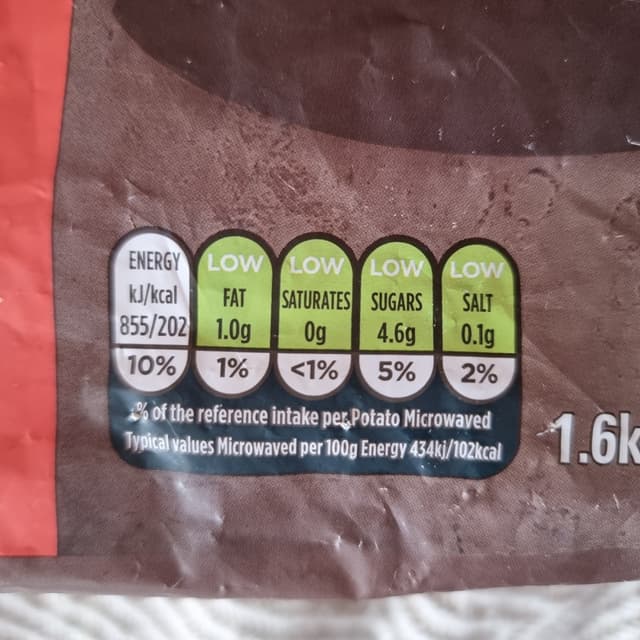 ENERGY
kJ/kcal
855/202
10%
LOW
FAT
1.0g
1%
LOW
SATURATES
0g
<1%
LOW
SUGARS
4.6g
5%
LOW
SALT
0.1g
2%
% of the reference intake per Potato Microwaved
Typical values Microwaved per 100g Energy 434kj/102kcal
1.6k